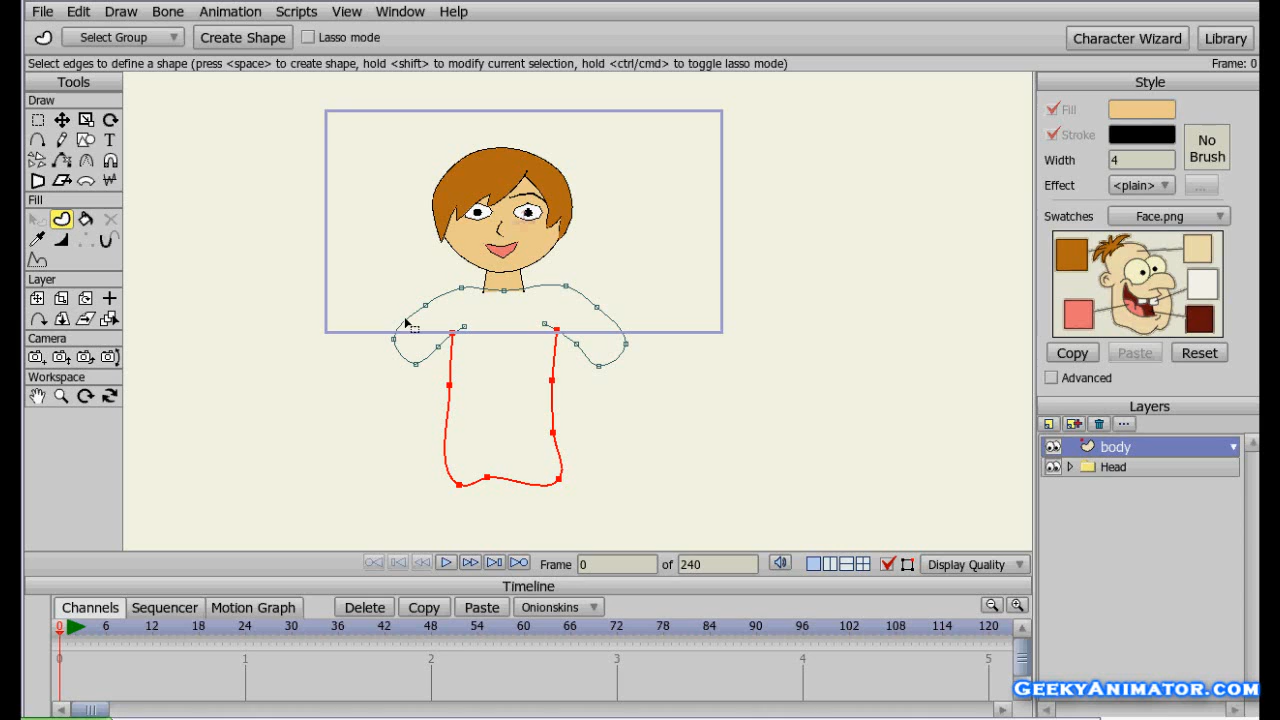 File Edit Draw Bone Animation Scripts View Window Help
Select Group Create Shape Lasso mode Character Wizard Library
Select edges to define a shape (press <space> to create shape, hold <shift> to modify current selection, hold <ctrl/cmd> to toggle lasso mode) Frame: 0
Tools
Draw
T
Fill
Layer
Camera
Workspace
Style
Fill
Stroke
No
Brush
Width 4
Effect <plain> ...
Swatches Face.png
Copy Paste Reset
Advanced
Layers
body
Head
Frame 0 of 240 Display Quality
Timeline
Channels Sequencer Motion Graph Delete Copy Paste Onionskins
0 6 12 18 24 30 36 42 48 54 60 66 72 78 84 90 96 102 108 114 120
0 1 2 3 4 5
GeekyAnimator.com